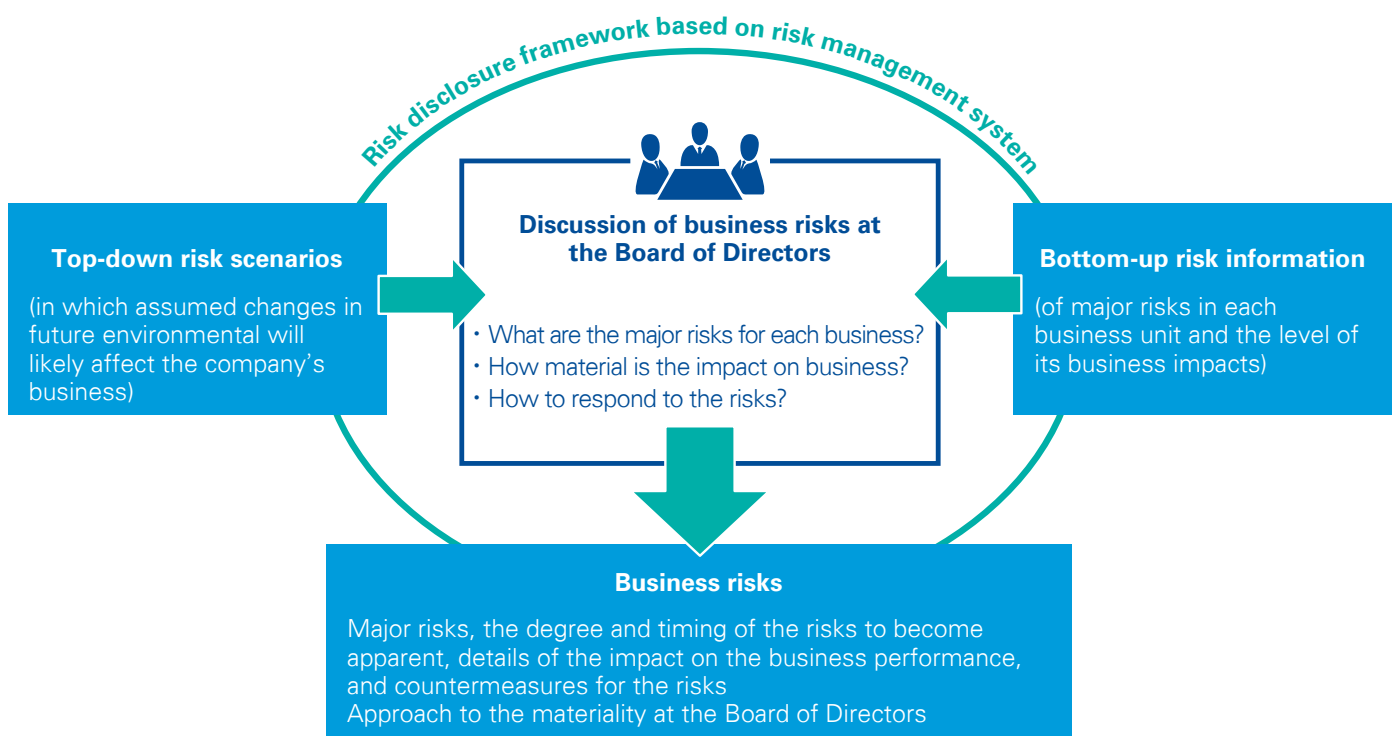 Risk disclosure framework based on risk management system
Discussion of business risks at
the Board of Directors
・What are the major risks for each business?
・How material is the impact on business?
・How to respond to the risks?
Top-down risk scenarios
(in which assumed changes in
future environmental will
likely affect the company’s
business)
Bottom-up risk information
(of major risks in each
business unit and the level of
its business impacts)
Business risks
Major risks, the degree and timing of the risks to become
apparent, details of the impact on the business performance,
and countermeasures for the risks
Approach to the materiality at the Board of Directors